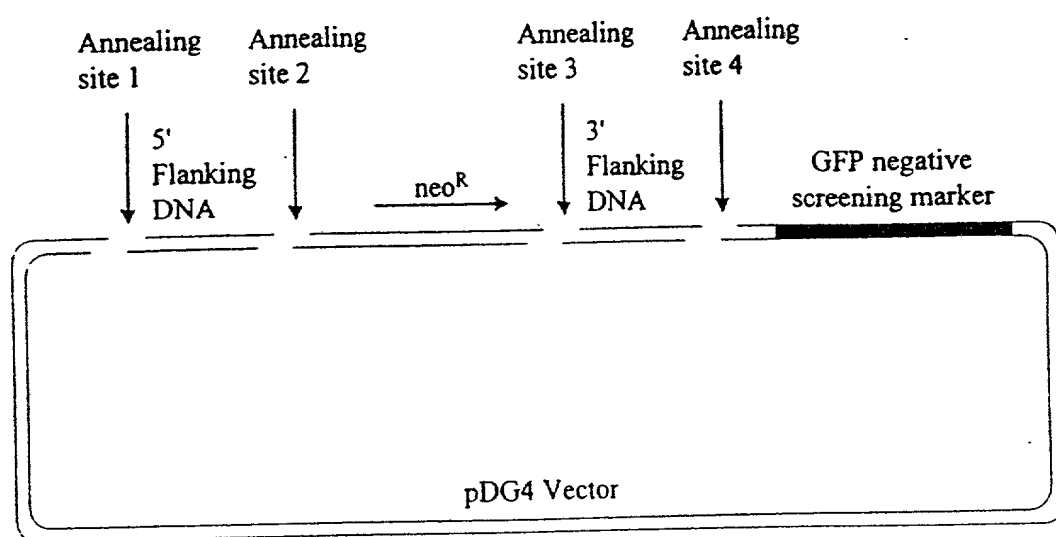 Annealing
site 1
Annealing
site 2
Annealing
site 3
Annealing
site 4
5'
Flanking
DNA
neoR
3'
Flanking
DNA
GFP negative
screening marker
pDG4 Vector